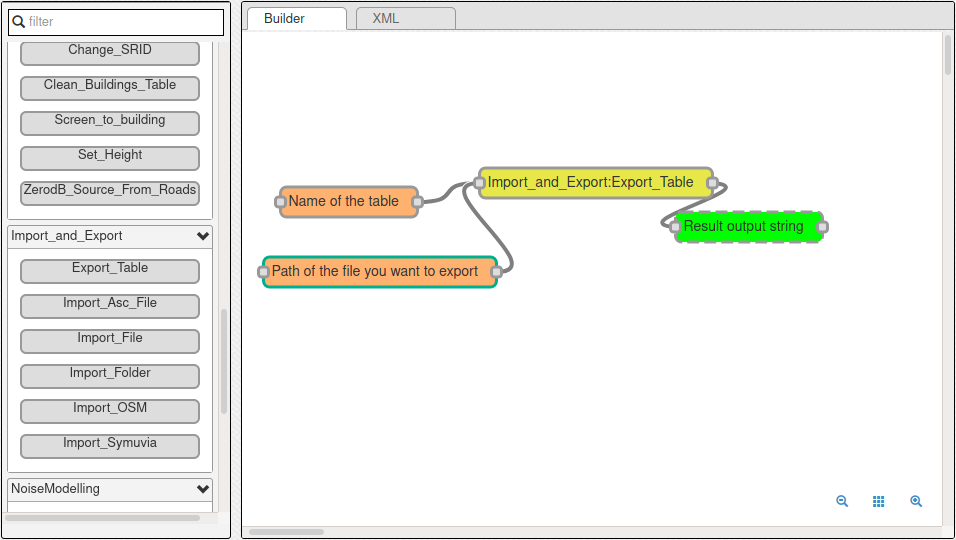 filter
Change_SRID
Clean_Buildings_Table
Screen_to_building
Set_Height
ZerodB_Source_From_Roads
Import_and_Export
Export_Table
Import_Asc_File
Import_File
Import_Folder
Import_OSM
Import_Symuvia
NoiseModelling
Builder XML
Import_and_Export:Export_Table
Name of the table
Result output string
Path of the file you want to export